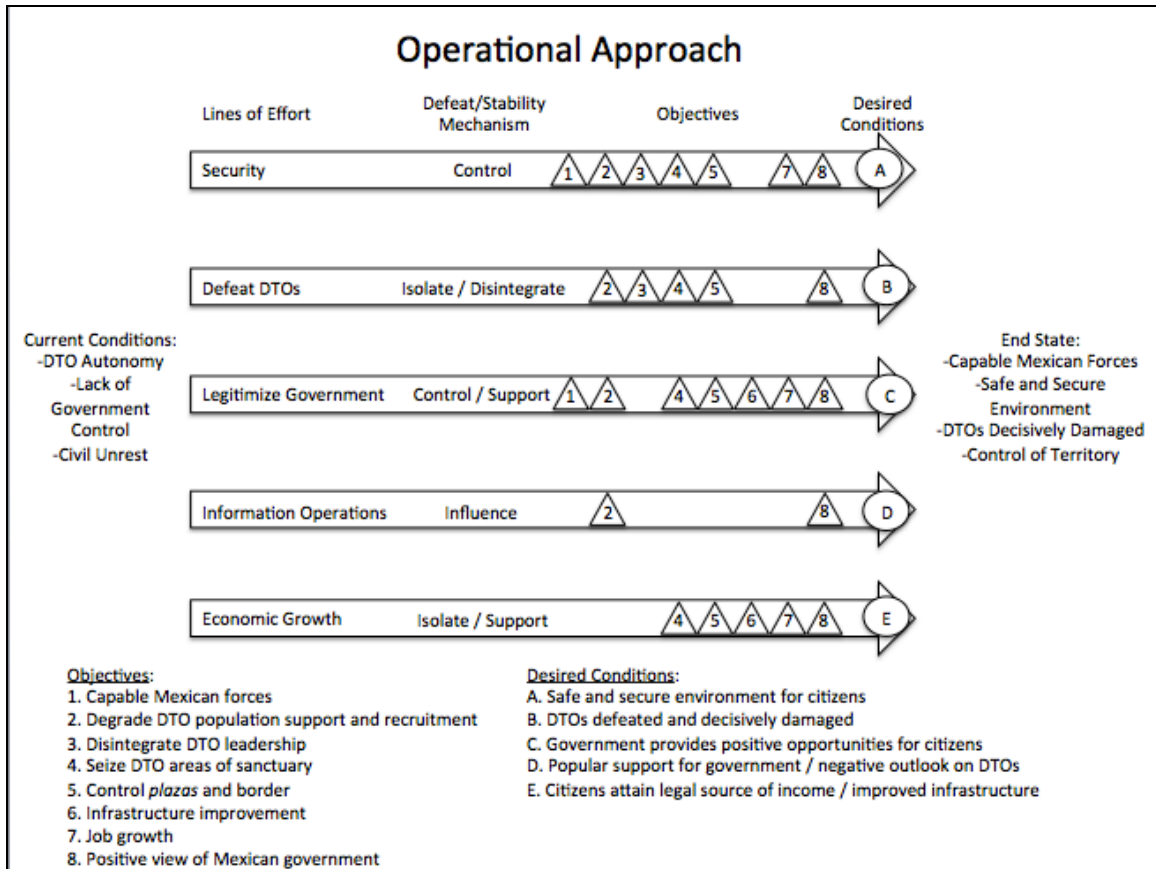 Operational Approach
Lines of Effort
Defeat/Stability
Mechanism
Objectives
Desired
Conditions
Security
Control
1 2 3 4 5 7 8 A
Defeat DTOs
Isolate / Disintegrate
2 3 4 5 8 B
Current Conditions:
-DTO Autonomy
-Lack of
Government
Control
-Civil Unrest
Legitimize Government
Control / Support
1 2 4 5 6 7 8 C
End State:
-Capable Mexican Forces
-Safe and Secure
Environment
-DTOs Decisively Damaged
-Control of Territory
Information Operations
Influence
2 8 D
Economic Growth
Isolate / Support
4 5 6 7 8 E
Objectives:
1. Capable Mexican forces
2. Degrade DTO population support and recruitment
3. Disintegrate DTO leadership
4. Seize DTO areas of sanctuary
5. Control plazas and border
6. Infrastructure improvement
7. Job growth
8. Positive view of Mexican government
Desired Conditions:
A. Safe and secure environment for citizens
B. DTOs defeated and decisively damaged
C. Government provides positive opportunities for citizens
D. Popular support for government / negative outlook on DTOs
E. Citizens attain legal source of income / improved infrastructure